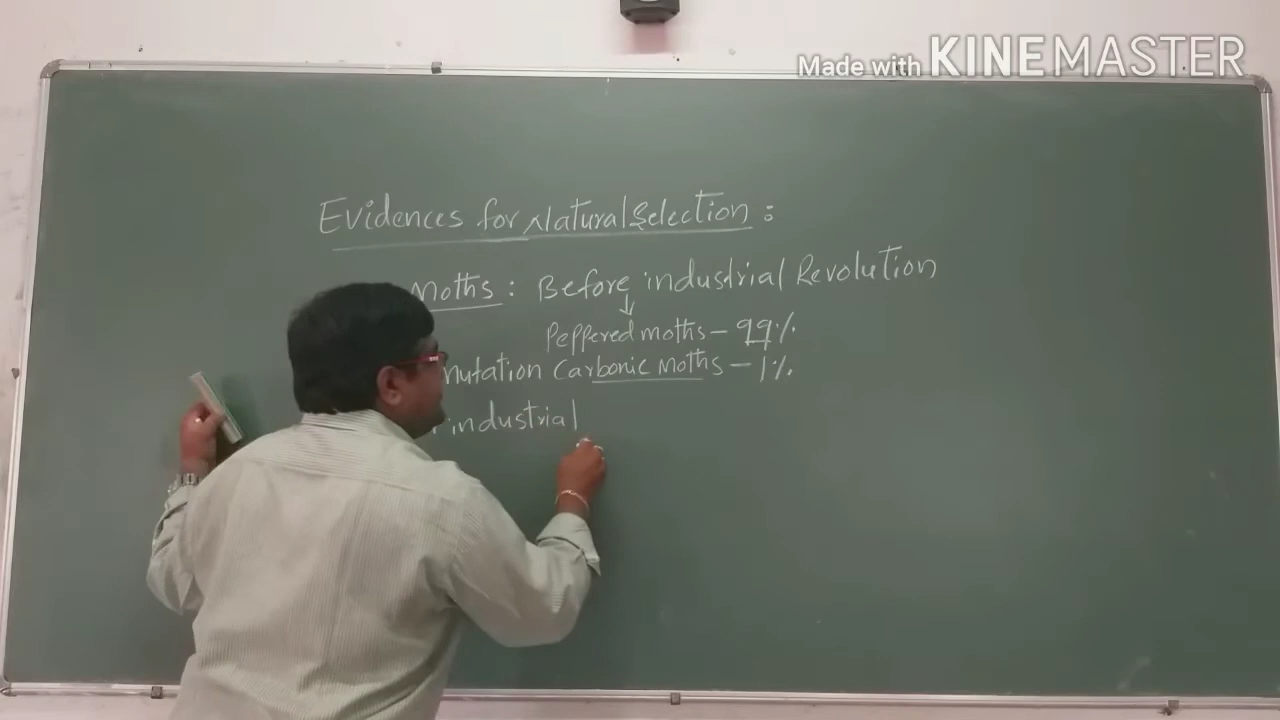 Made with KINEMASTER
Evidences for Natural Selection :
Moths : Before industrial Revolution
↓
Peppered moths – 99%
mutation Carbonic moths – 1%
industrial